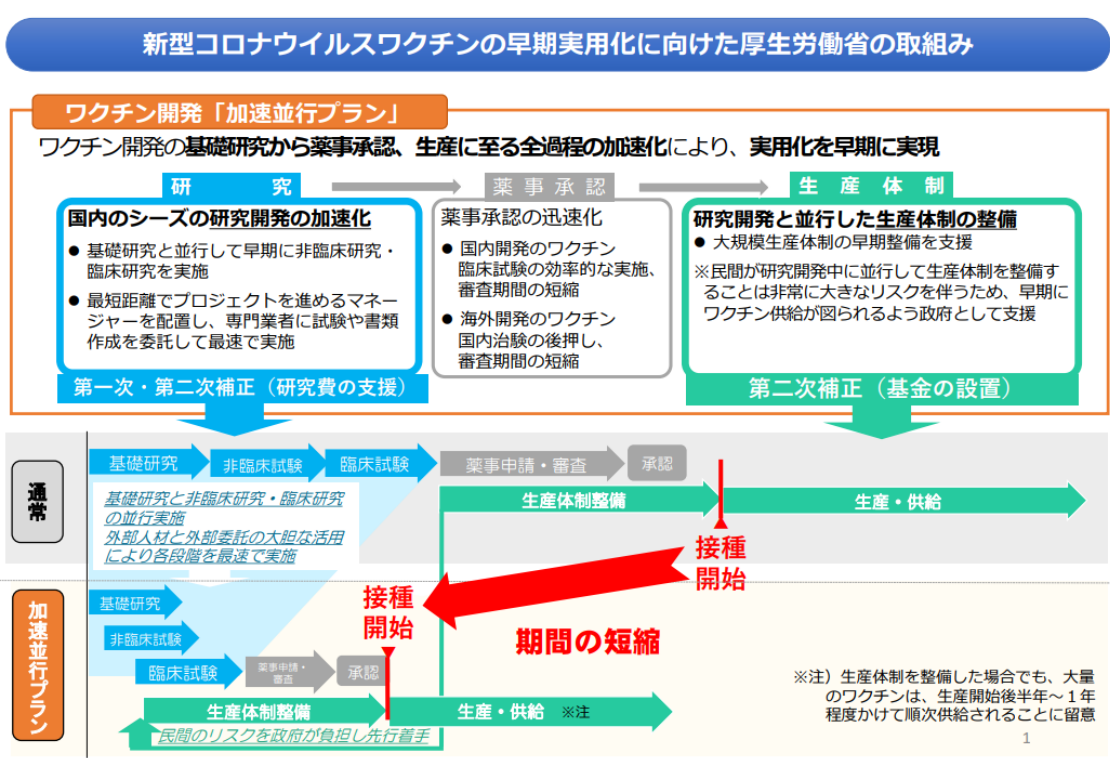 新型コロナウイルスワクチンの早期実用化に向けた厚生労働省の取組み
ワクチン開発「加速並行プラン」
ワクチン開発の基礎研究から薬事承認、生産に至る全過程の加速化により、実用化を早期に実現
研 究
国内のシーズの研究開発の加速化
● 基礎研究と並行して早期に非臨床研究・
臨床研究を実施
● 最短距離でプロジェクトを進めるマネー
ジャーを配置し、専門業者に試験や書類
作成を委託して最速で実施
第一次・第二次補正（研究費の支援）
薬 事 承 認
薬事承認の迅速化
● 国内開発のワクチン
臨床試験の効率的な実施、
審査期間の短縮
● 海外開発のワクチン
国内治験の後押し、
審査期間の短縮
生 産 体 制
研究開発と並行した生産体制の整備
● 大規模生産体制の早期整備を支援
※民間が研究開発中に並行して生産体制を整備す
ることは非常に大きなリスクを伴うため、早期に
ワクチン供給が図られるよう政府として支援
第二次補正（基金の設置）
通常
基礎研究
非臨床試験
臨床試験
薬事申請・審査
承認
基礎研究と非臨床研究・臨床研究
の並行実施
外部人材と外部委託の大胆な活用
により各段階を最速で実施
生産体制整備
生産・供給
接種
開始
加速並行プラン
基礎研究
非臨床試験
臨床試験
薬事申請・
審査
承認
接種
開始
期間の短縮
生産体制整備
生産・供給 ※注
民間のリスクを政府が負担し先行着手
※注）生産体制を整備した場合でも、大量
のワクチンは、生産開始後半年～１年
程度かけて順次供給されることに留意
1